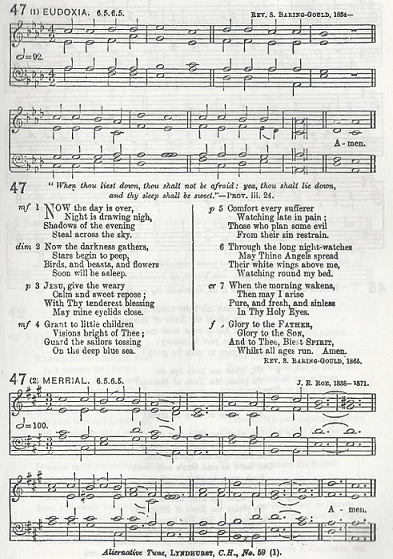 47 (1) EUDOXIA. 6.5.6.5. REV. S. BARING-GOULD, 1834—
𝅗𝅥=92.
A - men.
47 "When thou liest down, thou shalt not be afraid: yea, thou shalt lie down,
and thy sleep shall be sweet."—PROV. iii. 24.
mf 1 NOW the day is over,
Night is drawing nigh,
Shadows of the evening
Steal across the sky.
dim 2 Now the darkness gathers,
Stars begin to peep,
Birds, and beasts, and flowers
Soon will be asleep.
p 3 JESU, give the weary
Calm and sweet repose;
With Thy tenderest blessing
May mine eyelids close.
mf 4 Grant to little children
Visions bright of Thee;
Guard the sailors tossing
On the deep blue sea.
p 5 Comfort every sufferer
Watching late in pain;
Those who plan some evil
From their sin restrain.
6 Through the long night-watches
May Thine Angels spread
Their white wings above me,
Watching round my bed.
cr 7 When the morning wakens,
Then may I arise
Pure, and fresh, and sinless
In Thy Holy Eyes.
f Glory to the FATHER,
Glory to the SON,
And to Thee, Blest SPIRIT,
Whilst all ages run. Amen.
REV. S. BARING-GOULD, 1865.
47 (2) MERRIAL. 6.5.6.5. J. E. ROE, 1838—1871.
𝅗𝅥=100.
A - men.
Alternative Tune, LYNDHURST, C.H., No. 59 (1).